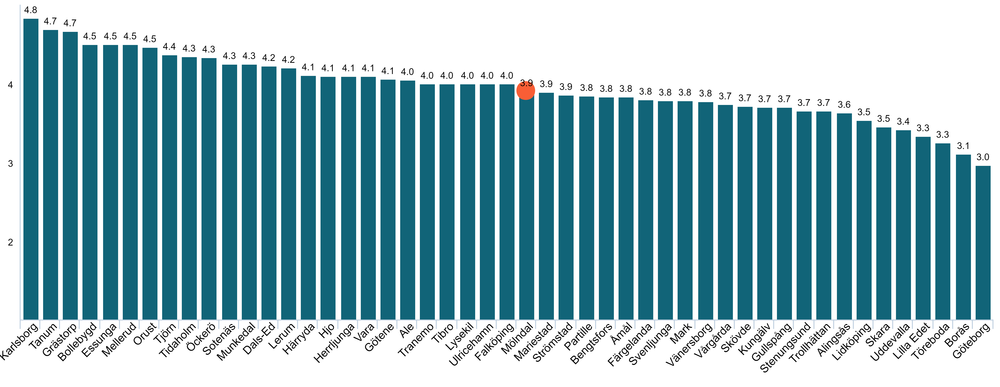 4.8 4.7 4.7 4.5 4.5 4.5 4.5 4.4 4.3 4.3 4.3 4.3 4.2 4.2 4.1 4.1 4.1 4.1 4.1 4.0 4.0 4.0 4.0 4.0 4.0 3.9 3.9 3.9 3.8 3.8 3.8 3.8 3.8 3.8 3.8 3.7 3.7 3.7 3.7 3.7 3.7 3.6 3.5 3.5 3.4 3.3 3.3 3.1 3.0
4
3
2
Karlsborg
Tanum
Grästorp
Bollebygd
Essunga
Mellerud
Orust
Tjörn
Tidaholm
Öckerö
Sotenäs
Munkedal
Dals-Ed
Lerum
Härryda
Hjo
Herrljunga
Vara
Götene
Ale
Tranemo
Tibro
Lysekil
Ulricehamn
Falköping
Mölndal
Mariestad
Strömstad
Partille
Bengtsfors
Åmål
Färgelanda
Svenljunga
Mark
Vänersborg
Vårgårda
Skövde
Kungälv
Gullspång
Stenungsund
Trollhättan
Alingsås
Lidköping
Skara
Uddevalla
Lilla Edet
Töreboda
Borås
Göteborg